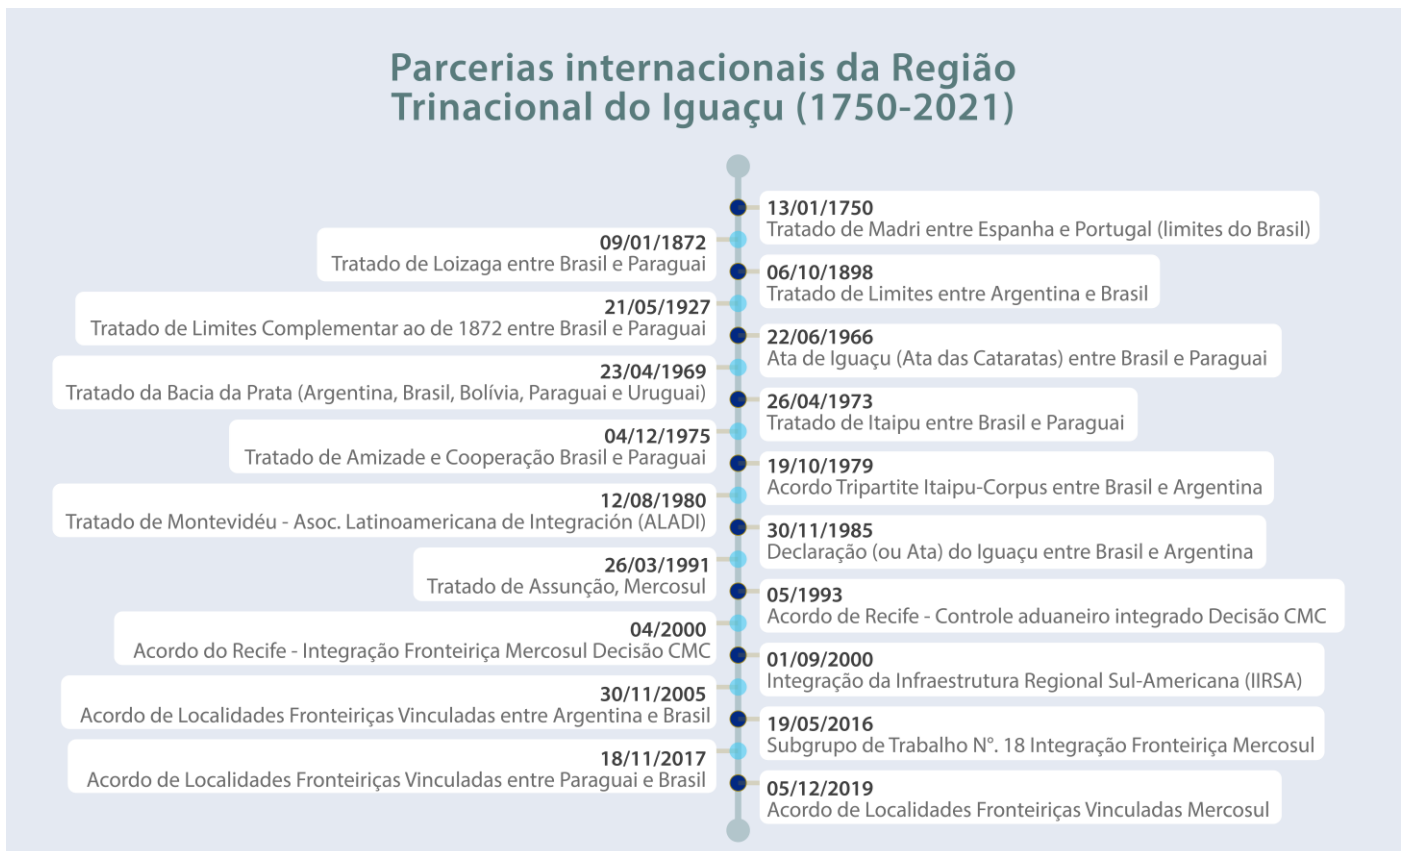 Parcerias internacionais da Região
Trinacional do Iguaçu (1750-2021)
13/01/1750
Tratado de Madri entre Espanha e Portugal (limites do Brasil)
09/01/1872
Tratado de Loizaga entre Brasil e Paraguai
06/10/1898
Tratado de Limites entre Argentina e Brasil
21/05/1927
Tratado de Limites Complementar ao de 1872 entre Brasil e Paraguai
22/06/1966
Ata de Iguaçu (Ata das Cataratas) entre Brasil e Paraguai
23/04/1969
Tratado da Bacia da Prata (Argentina, Brasil, Bolívia, Paraguai e Uruguai)
26/04/1973
Tratado de Itaipu entre Brasil e Paraguai
04/12/1975
Tratado de Amizade e Cooperação Brasil e Paraguai
19/10/1979
Acordo Tripartite Itaipu-Corpus entre Brasil e Argentina
12/08/1980
Tratado de Montevidéu - Asoc. Latinoamericana de Integración (ALADI)
30/11/1985
Declaração (ou Ata) do Iguaçu entre Brasil e Argentina
26/03/1991
Tratado de Assunção, Mercosul
05/1993
Acordo de Recife - Controle aduaneiro integrado Decisão CMC
04/2000
Acordo do Recife - Integração Fronteiriça Mercosul Decisão CMC
01/09/2000
Integração da Infraestrutura Regional Sul-Americana (IIRSA)
30/11/2005
Acordo de Localidades Fronteiriças Vinculadas entre Argentina e Brasil
19/05/2016
Subgrupo de Trabalho N°. 18 Integração Fronteiriça Mercosul
18/11/2017
Acordo de Localidades Fronteiriças Vinculadas entre Paraguai e Brasil
05/12/2019
Acordo de Localidades Fronteiriças Vinculadas Mercosul